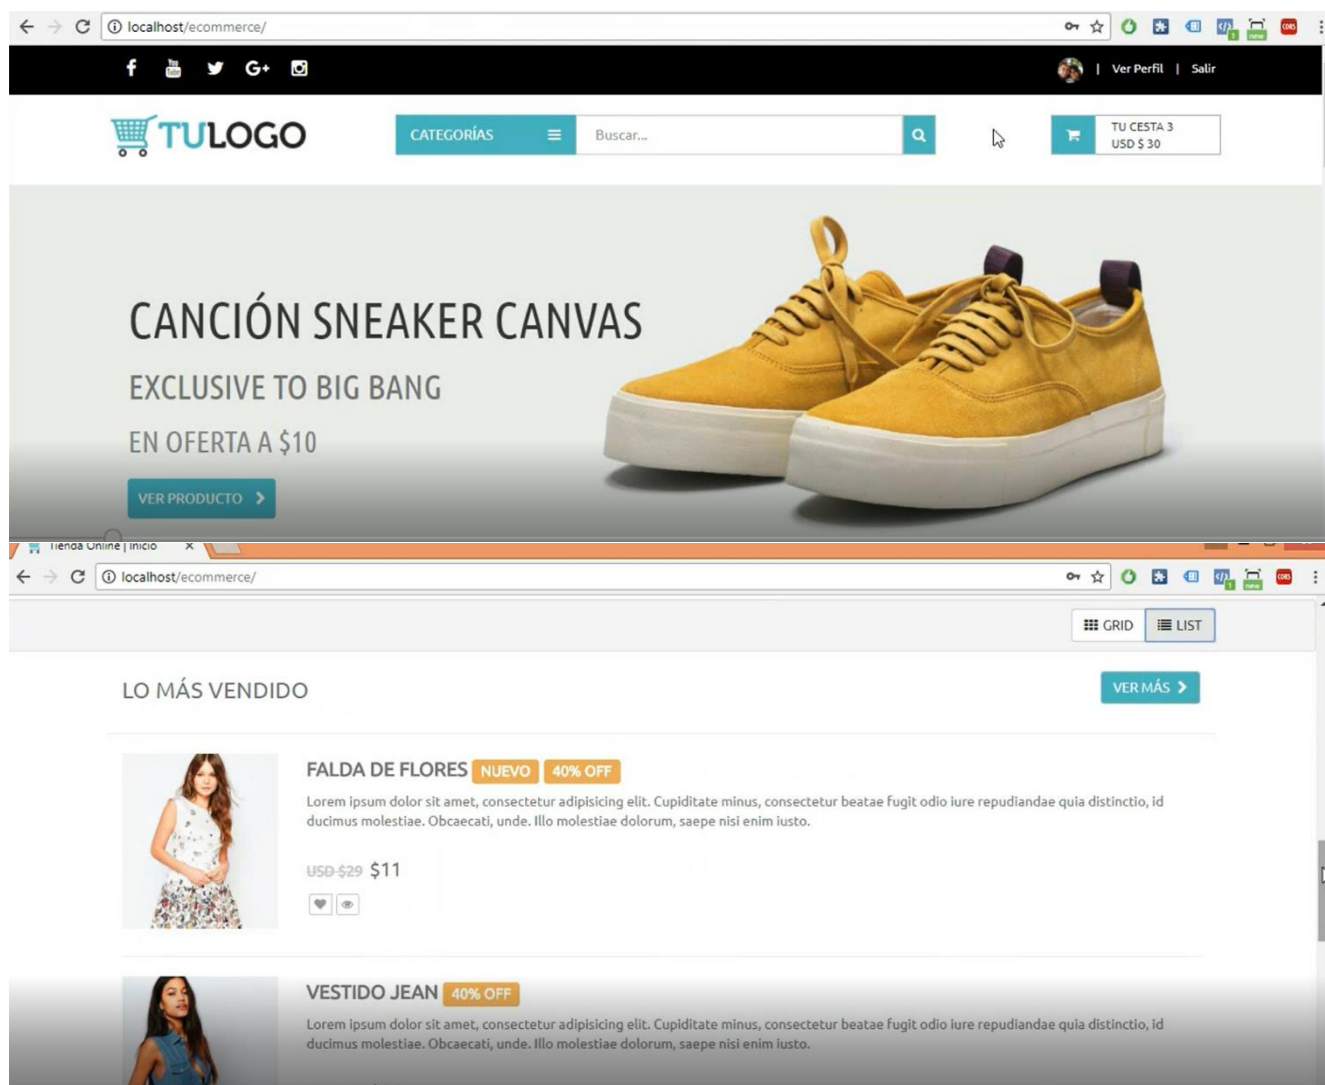 localhost/ecommerce/
f You Tube G+
| Ver Perfil | Salir
TULOGO
CATEGORÍAS
Buscar...
TU CESTA 3
USD $ 30
CANCIÓN SNEAKER CANVAS
EXCLUSIVE TO BIG BANG
EN OFERTA A $10
VER PRODUCTO
Tienda Online | Inicio
localhost/ecommerce/
GRID LIST
LO MÁS VENDIDO
VER MÁS
FALDA DE FLORES NUEVO 40% OFF
Lorem ipsum dolor sit amet, consectetur adipisicing elit. Cupiditate minus, consectetur beatae fugit odio iure repudiandae quia distinctio, id
ducimus molestiae. Obcaecati, unde. Illo molestiae dolorum, saepe nisi enim iusto.
USD $29 $11
VESTIDO JEAN 40% OFF
Lorem ipsum dolor sit amet, consectetur adipisicing elit. Cupiditate minus, consectetur beatae fugit odio iure repudiandae quia distinctio, id
ducimus molestiae. Obcaecati, unde. Illo molestiae dolorum, saepe nisi enim iusto.